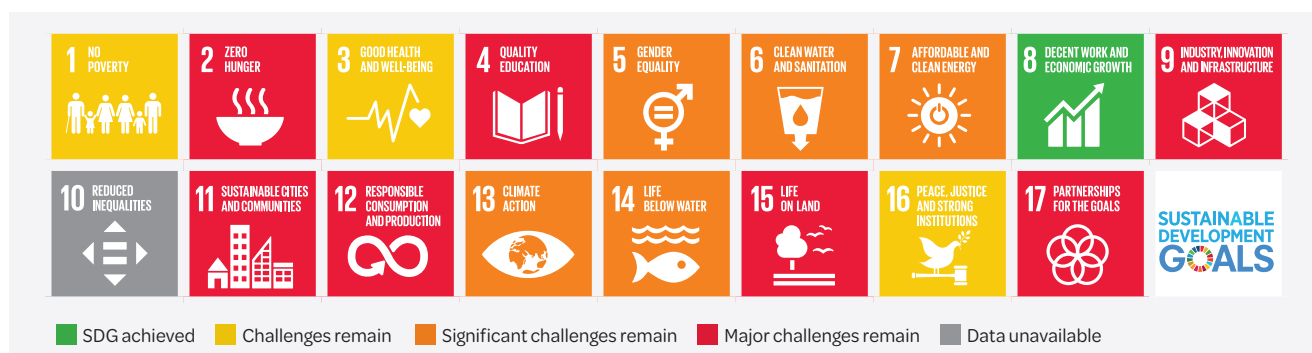 1 NO
POVERTY
2 ZERO
HUNGER
3 GOOD HEALTH
AND WELL-BEING
4 QUALITY
EDUCATION
5 GENDER
EQUALITY
6 CLEAN WATER
AND SANITATION
7 AFFORDABLE AND
CLEAN ENERGY
8 DECENT WORK AND
ECONOMIC GROWTH
9 INDUSTRY, INNOVATION
AND INFRASTRUCTURE
10 REDUCED
INEQUALITIES
11 SUSTAINABLE CITIES
AND COMMUNITIES
12 RESPONSIBLE
CONSUMPTION
AND PRODUCTION
13 CLIMATE
ACTION
14 LIFE
BELOW WATER
15 LIFE
ON LAND
16 PEACE, JUSTICE
AND STRONG
INSTITUTIONS
17 PARTNERSHIPS
FOR THE GOALS
SUSTAINABLE
DEVELOPMENT
GOALS
SDG achieved
Challenges remain
Significant challenges remain
Major challenges remain
Data unavailable